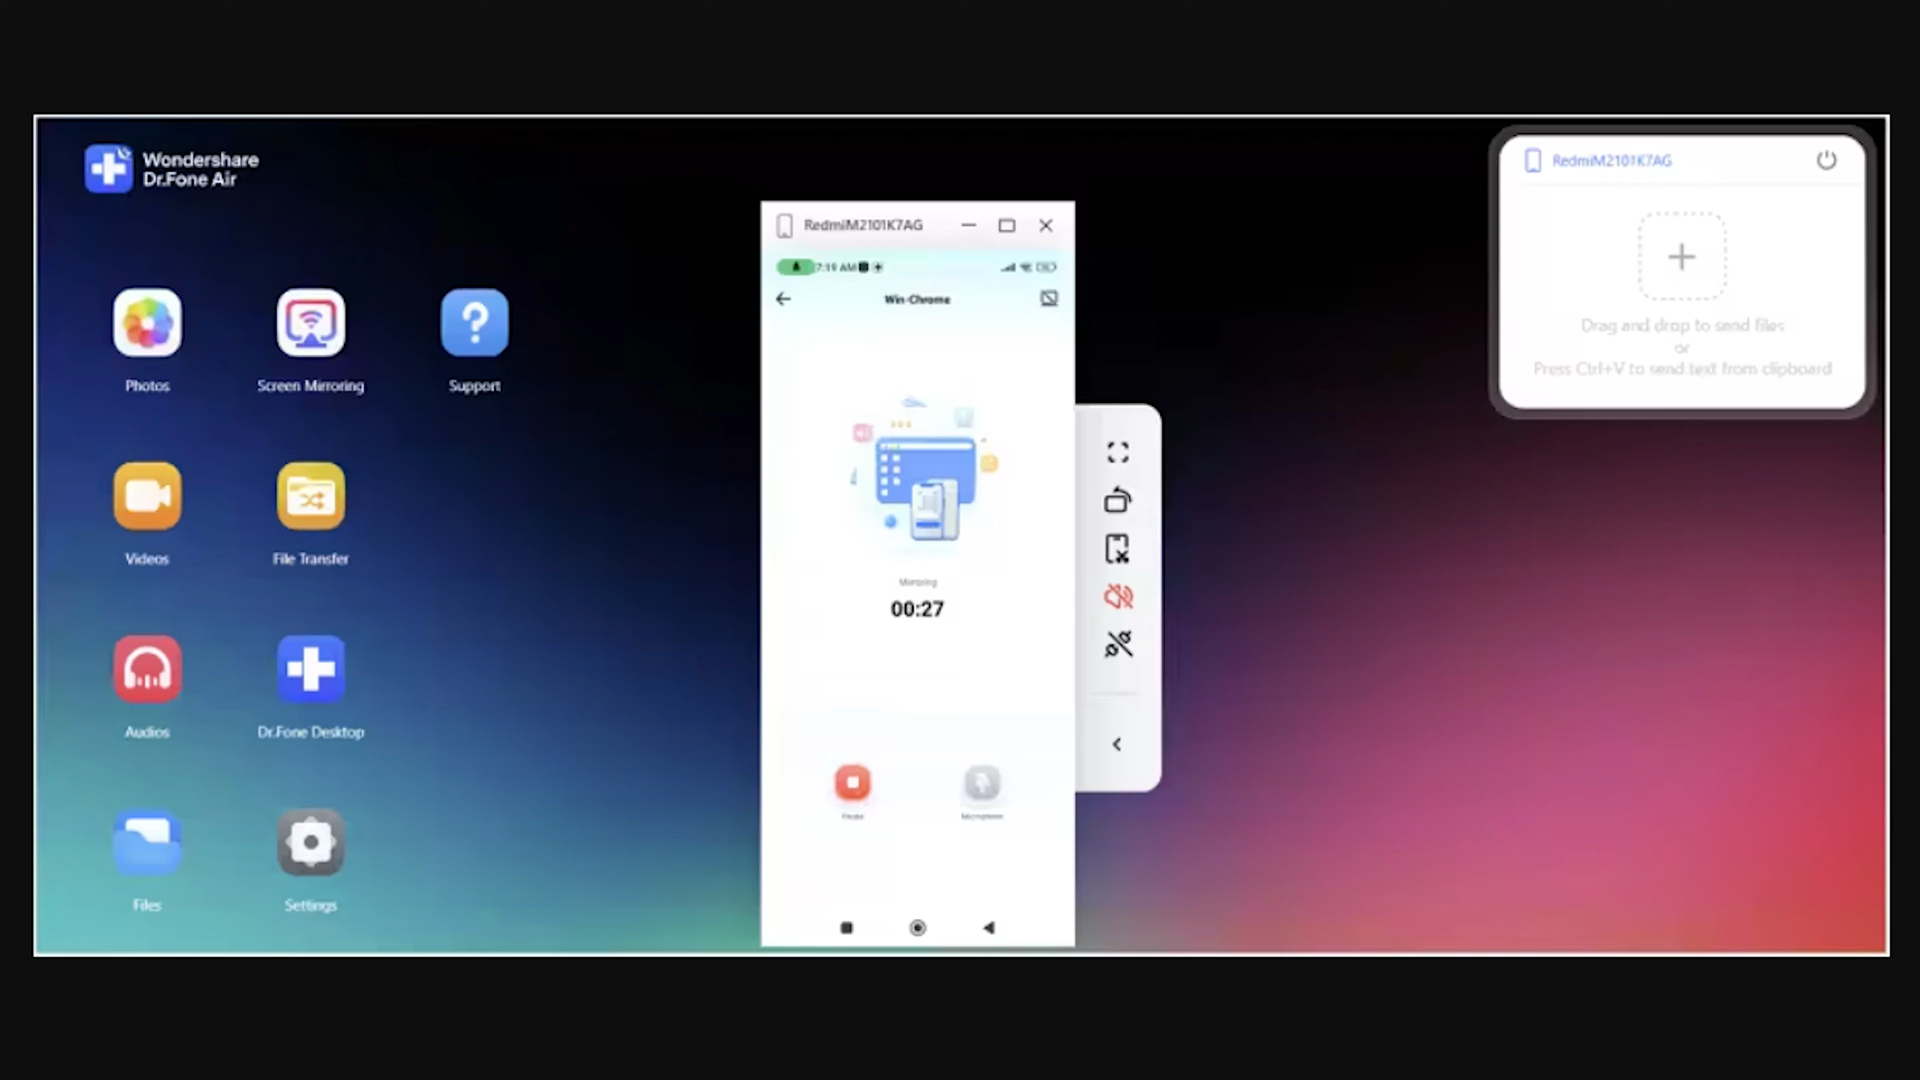 Wondershare
Dr.Fone Air
Photos
Screen Mirroring
Support
Videos
File Transfer
Audios
Dr.Fone Desktop
Files
Settings
RedmiM2101K7AG
7:19 AM
Win-Chrome
Mirroring
00:27
Pause
Microphone
RedmiM2101K7AG
Drag and drop to send files
or
Press Ctrl+V to send text from clipboard